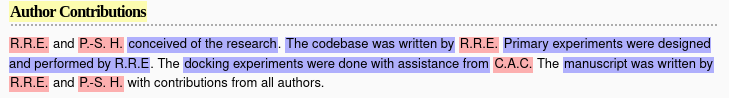 Author Contributions
R.R.E. and P.-S. H. conceived of the research. The codebase was written by R.R.E. Primary experiments were designed
and performed by R.R.E. The docking experiments were done with assistance from C.A.C. The manuscript was written by
R.R.E. and P.-S. H. with contributions from all authors.